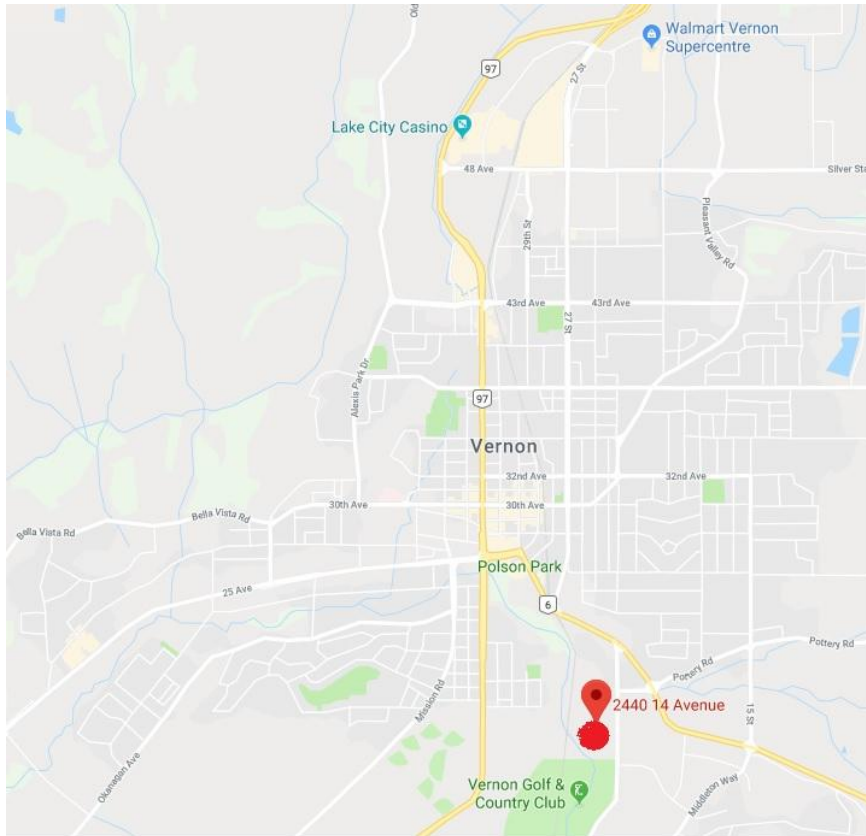 Old
Walmart Vernon
Supercentre
97
27 St
Lake City Casino
48 Ave
Silver Sta
29th St
Pleasant Valley Rd
43rd Ave
43rd Ave
27 St
Alexis Park Dr
97
Vernon
32nd Ave
32nd Ave
30th Ave
30th Ave
Bella Vista Rd
Bella Vista Rd
Polson Park
25 Ave
6
Pottery Rd
Pottery Rd
2440 14 Avenue
Mission Rd
15 St
Okanagan Ave
Middleton Way
Vernon Golf &
Country Club